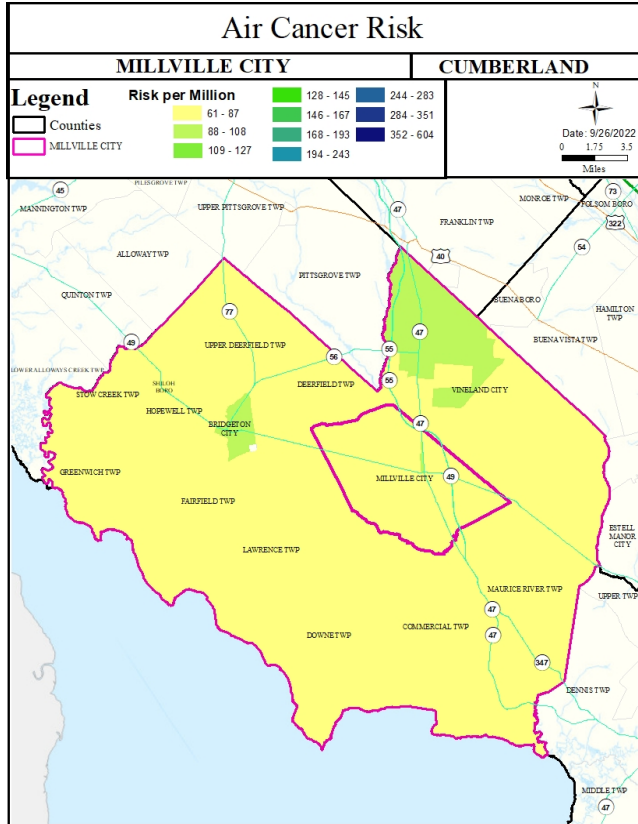 Air Cancer Risk
MILLVILLE CITY
CUMBERLAND
Legend
Counties
MILLVILLE CITY
Risk per Million
61 - 87
88 - 108
109 - 127
128 - 145
146 - 167
168 - 193
194 - 243
244 - 283
284 - 351
352 - 604
N
Date: 9/26/2022
0 1.75 3.5
Miles
PILESGROVE TWP
45
MANNINGTON TWP
UPPER PITTSGROVE TWP
47
FRANKLIN TWP
MONROE TWP
73
FOLSOM BORO
322
54
40
ALLOWAY TWP
PITTSGROVE TWP
QUINTON TWP
BUENA BORO
HAMILTON
TWP
77
49
47
BUENA VISTA TWP
UPPER DEERFIELD TWP
56
55
LOWER ALLOWAYS CREEK TWP
55
SHILOH
BORO
DEERFIELD TWP
STOW CREEK TWP
VINELAND CITY
HOPEWELL TWP
BRIDGETON
CITY
47
GREENWICH TWP
MILLVILLE CITY
49
FAIRFIELD TWP
ESTELL
MANOR
CITY
LAWRENCE TWP
MAURICE RIVER TWP
UPPER TWP
47
COMMERCIAL TWP
DOWNE TWP
47
347
DENNIS TWP
MIDDLE TWP
47